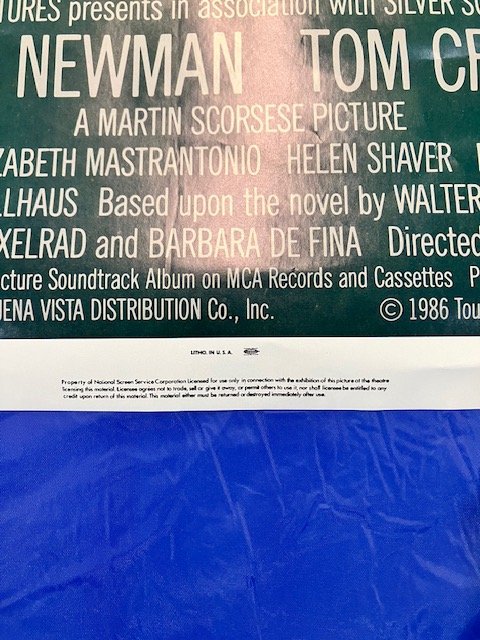 TURES presents in association with SILVER SC
NEWMAN TOM CR
A MARTIN SCORSESE PICTURE
ZABETH MASTRANTONIO HELEN SHAVER
LLHAUS Based upon the novel by WALTER
XELRAD and BARBARA DE FINA Directed
cture Soundtrack Album on MCA Records and Cassettes P
UENA VISTA DISTRIBUTION Co., Inc. © 1986 Tou
LITHO. IN U.S.A.
Property of National Screen Service Corporation Licensed for use only in connection with the exhibition of this picture at the theatre
licensing this material. Licensee agrees not to trade, sell or give it away, or permit others to use it, nor shall licensee be entitled to any
credit upon return of this material. This material either must be returned or destroyed immediately after use.